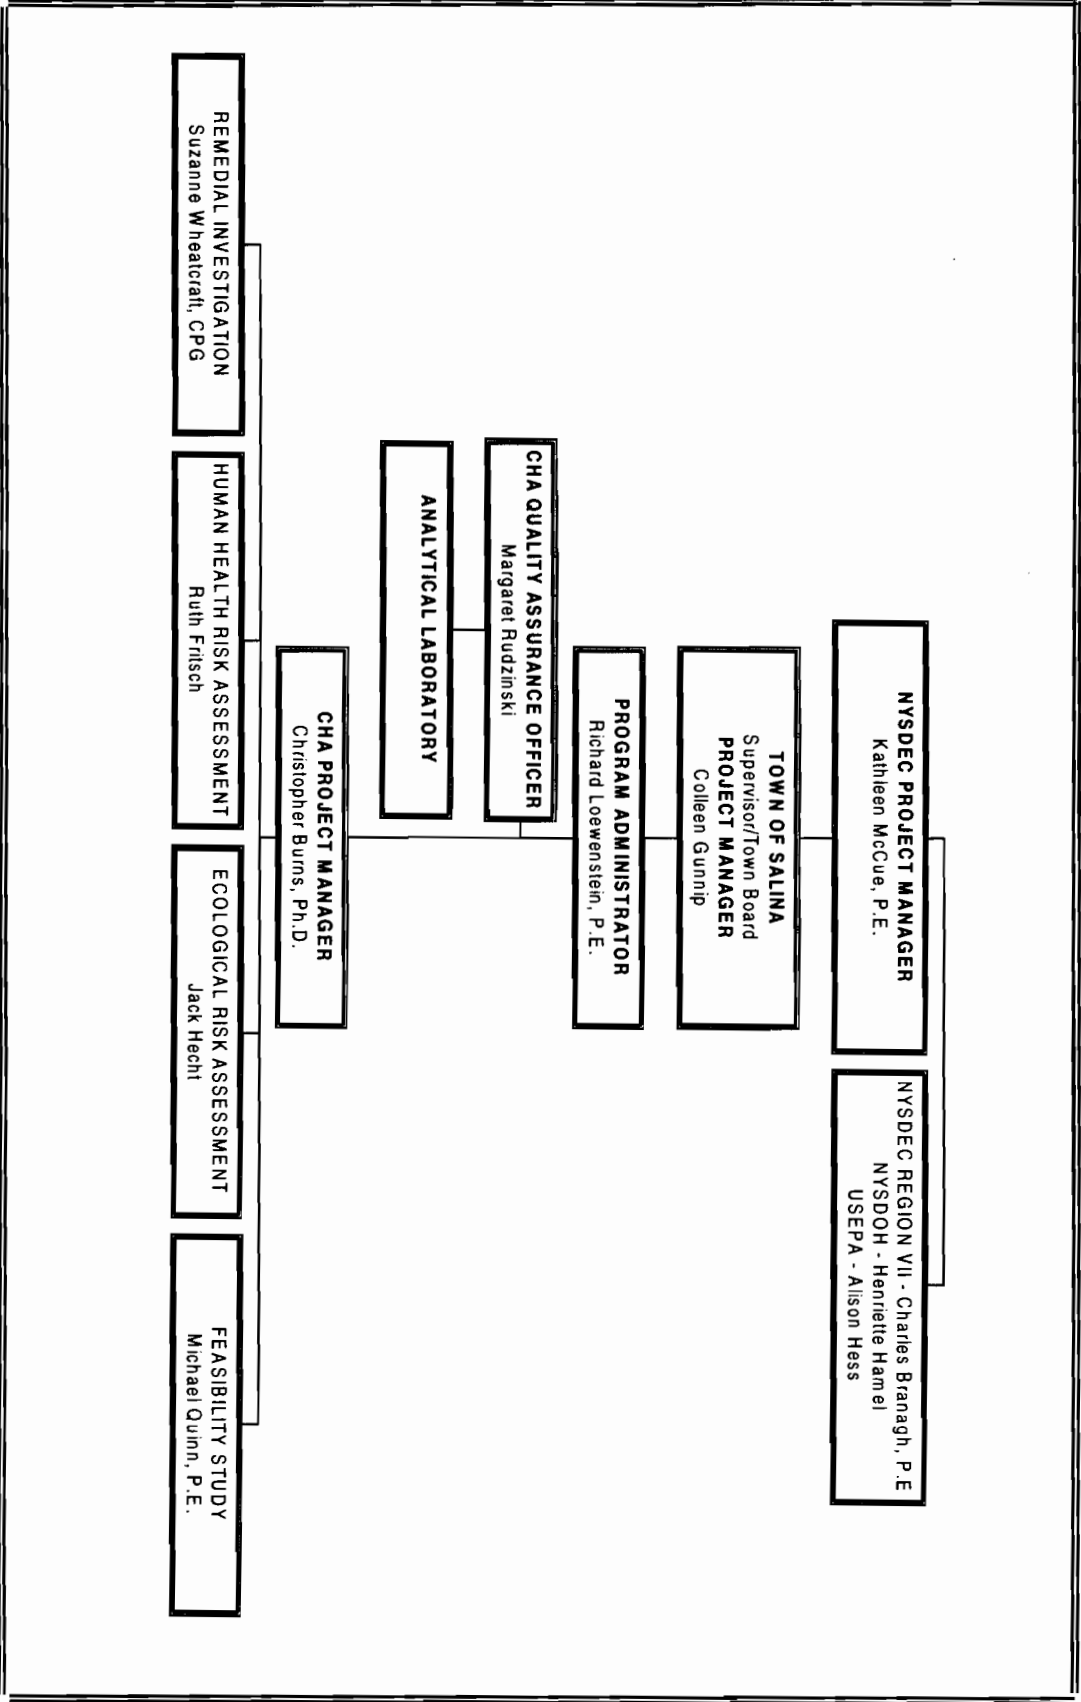 NYSDEC PROJECT MANAGER
Kathleen McCue, P.E.
NYSDEC REGION VII - Charles Branagh, P.E
NYSDOH - Henriette Hamel
USEPA - Alison Hess
TOWN OF SALINA
Supervisor/Town Board
PROJECT MANAGER
Colleen Gunnip
PROGRAM ADMINISTRATOR
Richard Loewenstein, P.E.
CHA QUALITY ASSURANCE OFFICER
Margaret Rudzinski
ANALYTICAL LABORATORY
CHA PROJECT MANAGER
Christopher Burns, Ph.D.
REMEDIAL INVESTIGATION
Suzanne Wheatcraft, CPG
HUMAN HEALTH RISK ASSESSMENT
Ruth Fritsch
ECOLOGICAL RISK ASSESSMENT
Jack Hecht
FEASIBILITY STUDY
Michael Quinn, P.E.